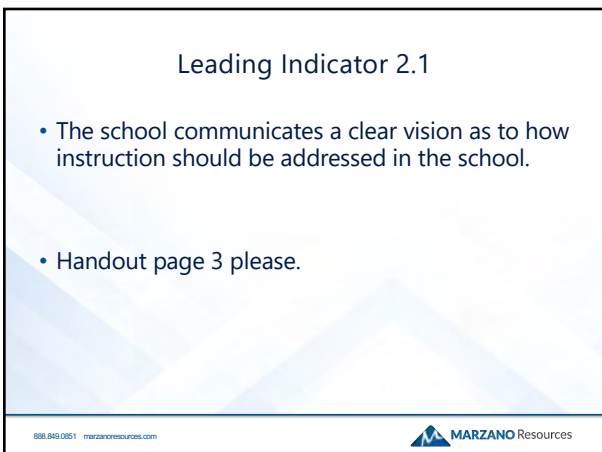 Leading Indicator 2.1
• The school communicates a clear vision as to how
instruction should be addressed in the school.
• Handout page 3 please.
888.849.0851 marzanoresources.com
MARZANO Resources